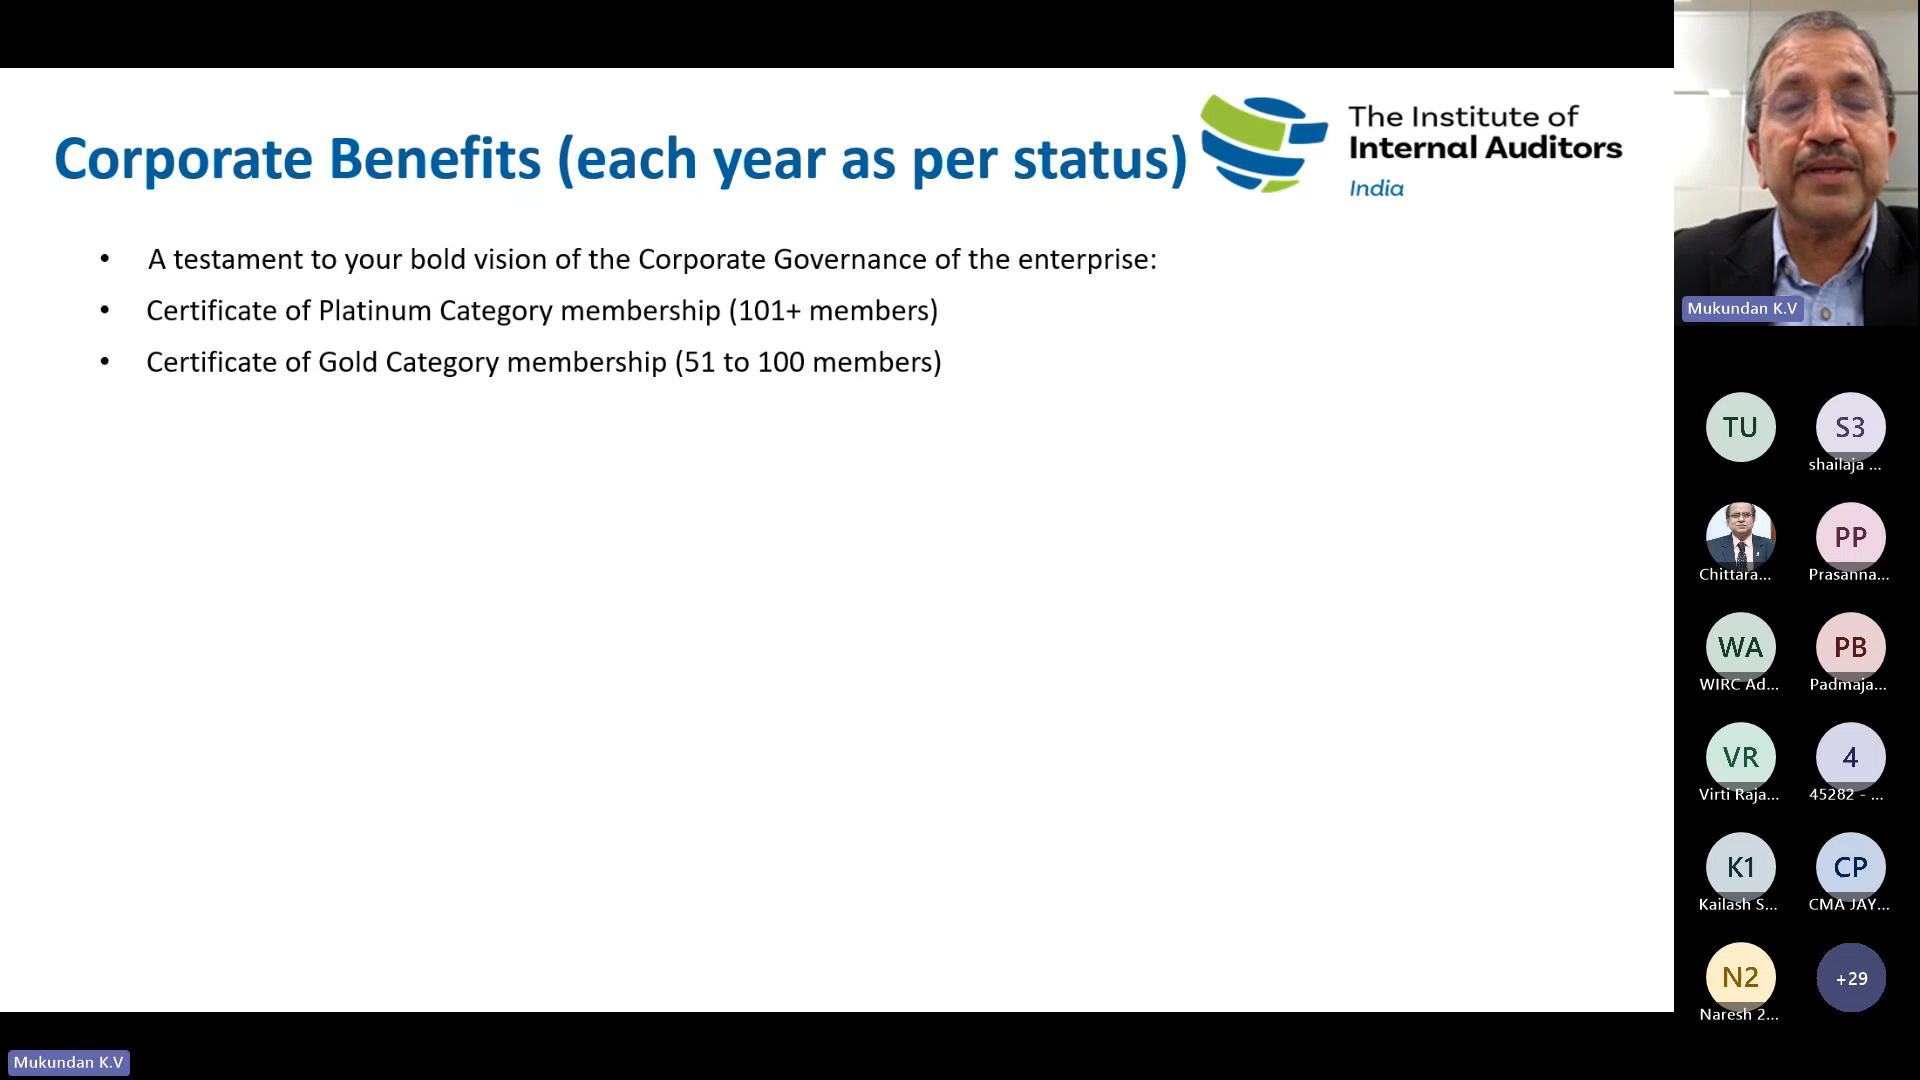 Corporate Benefits (each year as per status)
The Institute of
Internal Auditors
India
• A testament to your bold vision of the Corporate Governance of the enterprise:
• Certificate of Platinum Category membership (101+ members)
• Certificate of Gold Category membership (51 to 100 members)
Mukundan K.V
TU
S3
shailaja ...
Chittara...
PP
Prasanna...
WA
WIRC Ad...
PB
Padmaja...
VR
Virti Raja...
4
45282 - ...
K1
Kailash S...
CP
CMA JAY...
N2
Naresh 2...
+29
Mukundan K.V